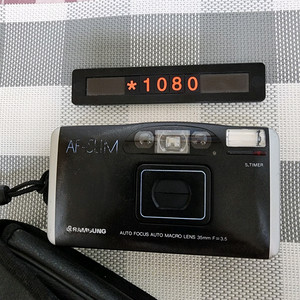 *1080
AF-SLIM
S.TIMER
SAMSUNG
AUTO FOCUS AUTO MACRO LENS 35mm F=3.5